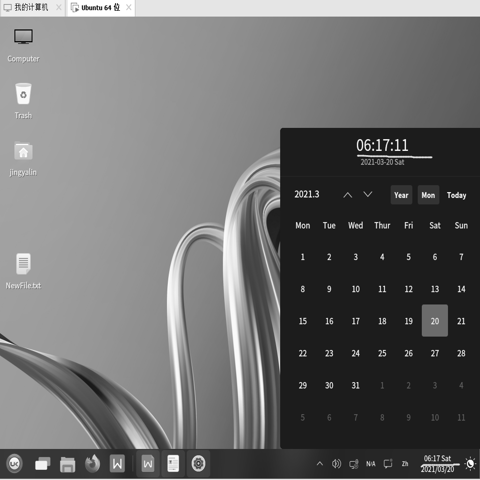 我的计算机
Ubuntu 64 位
Computer
Trash
jingyalin
NewFile.txt
06:17:11
2021-03-20 Sat
2021.3
Year
Mon
Today
Mon Tue Wed Thur Fri Sat Sun
1 2 3 4 5 6 7
8 9 10 11 12 13 14
15 16 17 18 19 20 21
22 23 24 25 26 27 28
29 30 31 1 2 3 4
5 6 7 8 9 10 11
N/A
Zh
06:17 Sat
2021/03/20